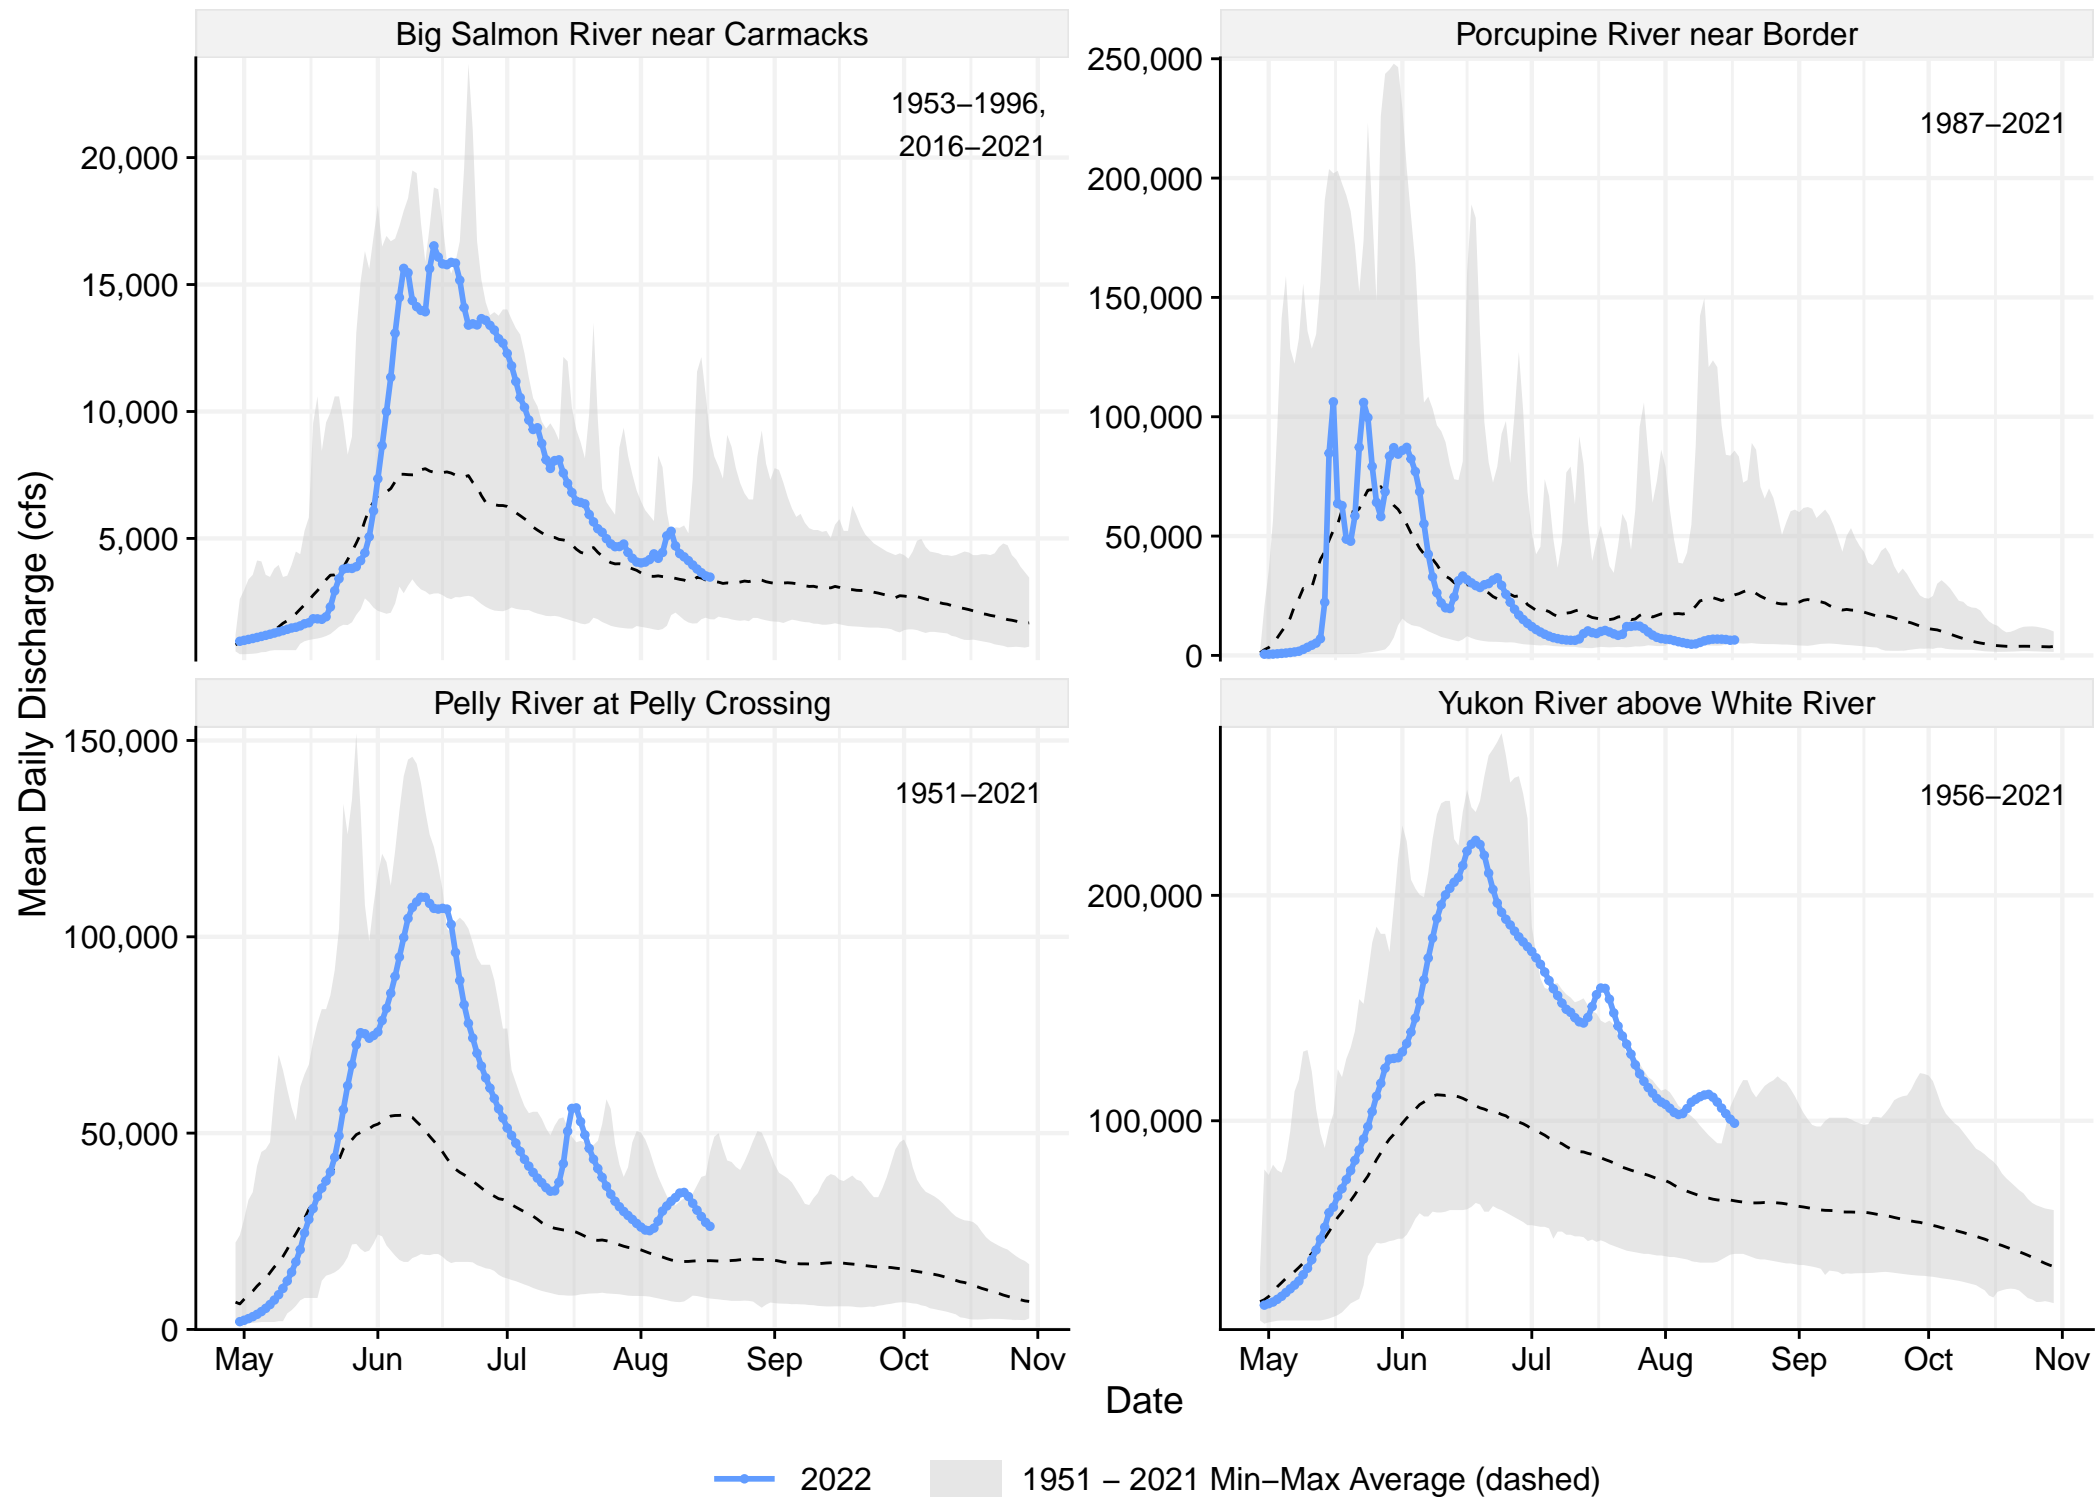 Big Salmon River near Carmacks
Porcupine River near Border
1953–1996,
2016–2021
20,000
15,000
10,000
5,000
1987–2021
250,000
200,000
150,000
100,000
50,000
0
Mean Daily Discharge (cfs)
Pelly River at Pelly Crossing
Yukon River above White River
1951–2021
150,000
100,000
50,000
0
1956–2021
200,000
100,000
May Jun Jul Aug Sep Oct Nov
May Jun Jul Aug Sep Oct Nov
Date
2022 1951 – 2021 Min–Max Average (dashed)